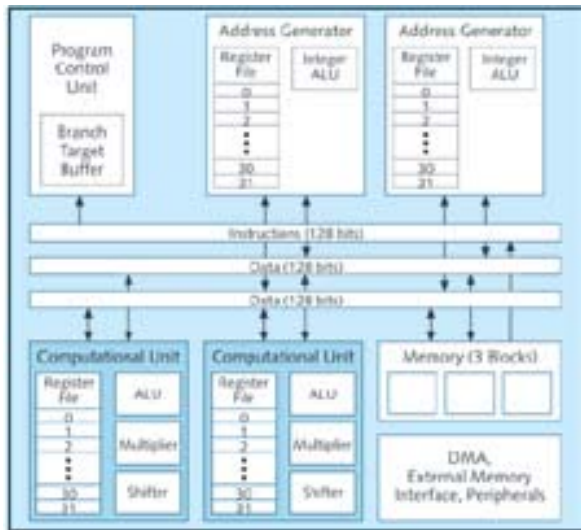 Program
Control
Unit
Branch
Target
Buffer
Address Generator
Register
File
0
1
2
30
31
Integer
ALU
Address Generator
Register
File
0
1
2
30
31
Integer
ALU
Instructions (128 bits)
Data (128 bits)
Data (128 bits)
Computational Unit
Register
File
0
1
2
30
31
ALU
Multiplier
Shifter
Computational Unit
Register
File
0
1
2
30
31
ALU
Multiplier
Shifter
Memory (3 Blocks)
DMA,
External Memory
Interface, Peripherals